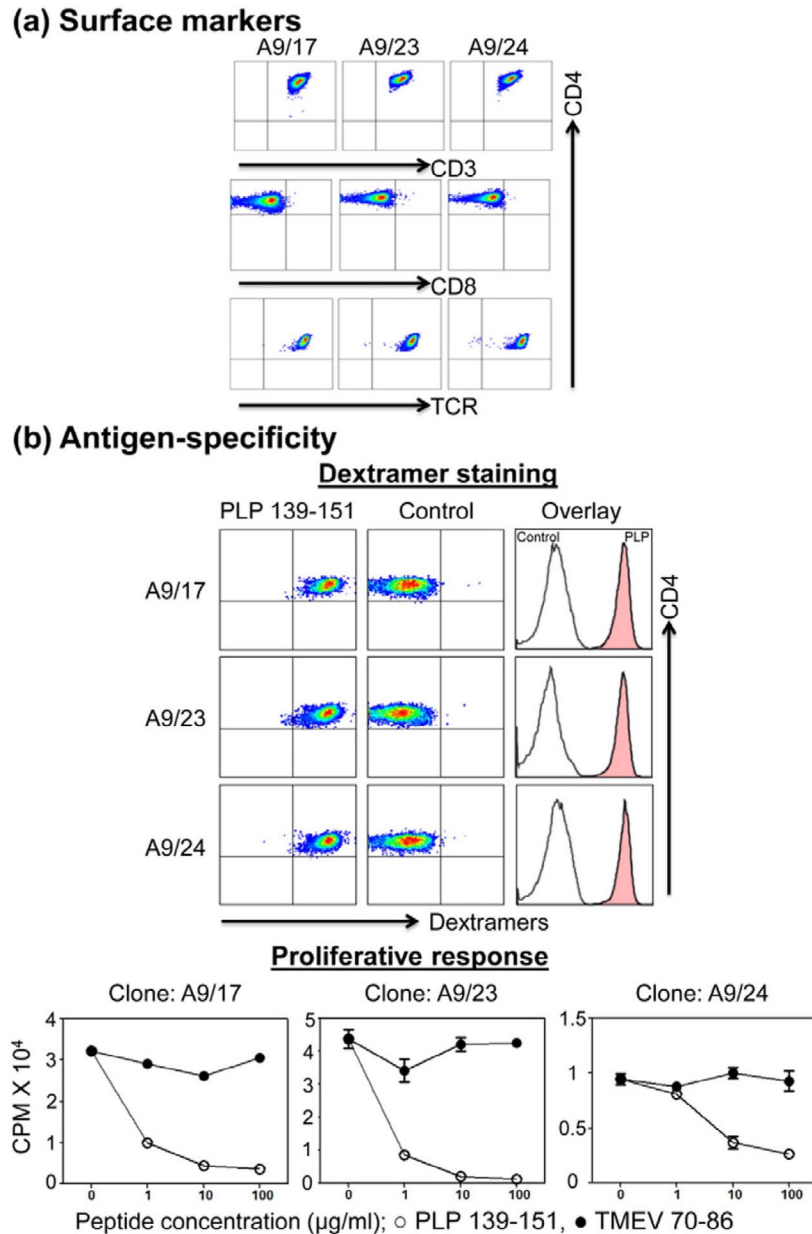 (a) Surface markers
A9/17 A9/23 A9/24
CD4
CD3
CD8
TCR
(b) Antigen-specificity
Dextramer staining
PLP 139-151 Control Overlay
Control PLP
A9/17
CD4
A9/23
A9/24
Dextramers
Proliferative response
Clone: A9/17 Clone: A9/23 Clone: A9/24
CPM X 10⁴
4 3 2 1 0
5 4 3 2 1 0
1.5 1 0.5 0
0 1 10 100 0 1 10 100 0 1 10 100
Peptide concentration (µg/ml); ○ PLP 139-151, ● TMEV 70-86